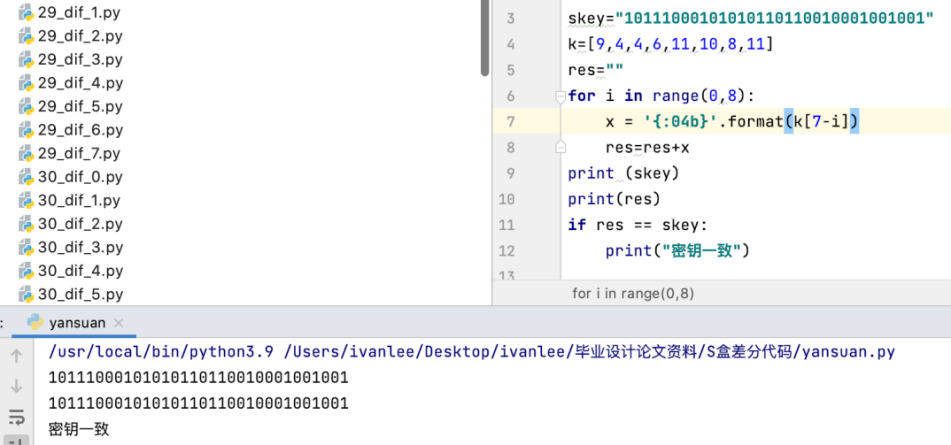 29_dif_1.py
29_dif_2.py
29_dif_3.py
29_dif_4.py
29_dif_5.py
29_dif_6.py
29_dif_7.py
30_dif_0.py
30_dif_1.py
30_dif_2.py
30_dif_3.py
30_dif_4.py
30_dif_5.py
3 skey="10111000101010110110010001001001"
4 k=[9,4,4,6,11,10,8,11]
5 res=""
6 for i in range(0,8):
7 x = '{:04b}'.format(k[7-i])
8 res=res+x
9 print (skey)
10 print(res)
11 if res == skey:
12 print("密钥一致")
13
for i in range(0,8)
: yansuan ×
/usr/local/bin/python3.9 /Users/ivanlee/Desktop/ivanlee/毕业设计论文资料/S盒差分代码/yansuan.py
10111000101010110110010001001001
10111000101010110110010001001001
密钥一致